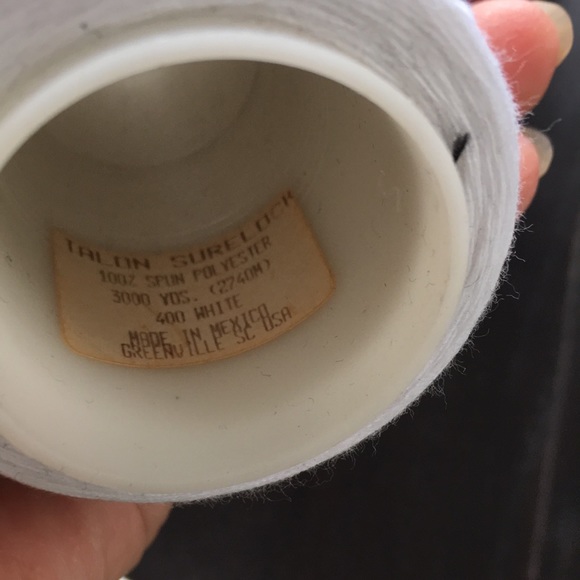 TALON SURELOCK
100% SPUN POLYESTER
3000 YDS. (2740M)
400 WHITE
MADE IN MEXICO
GREENVILLE SC USA